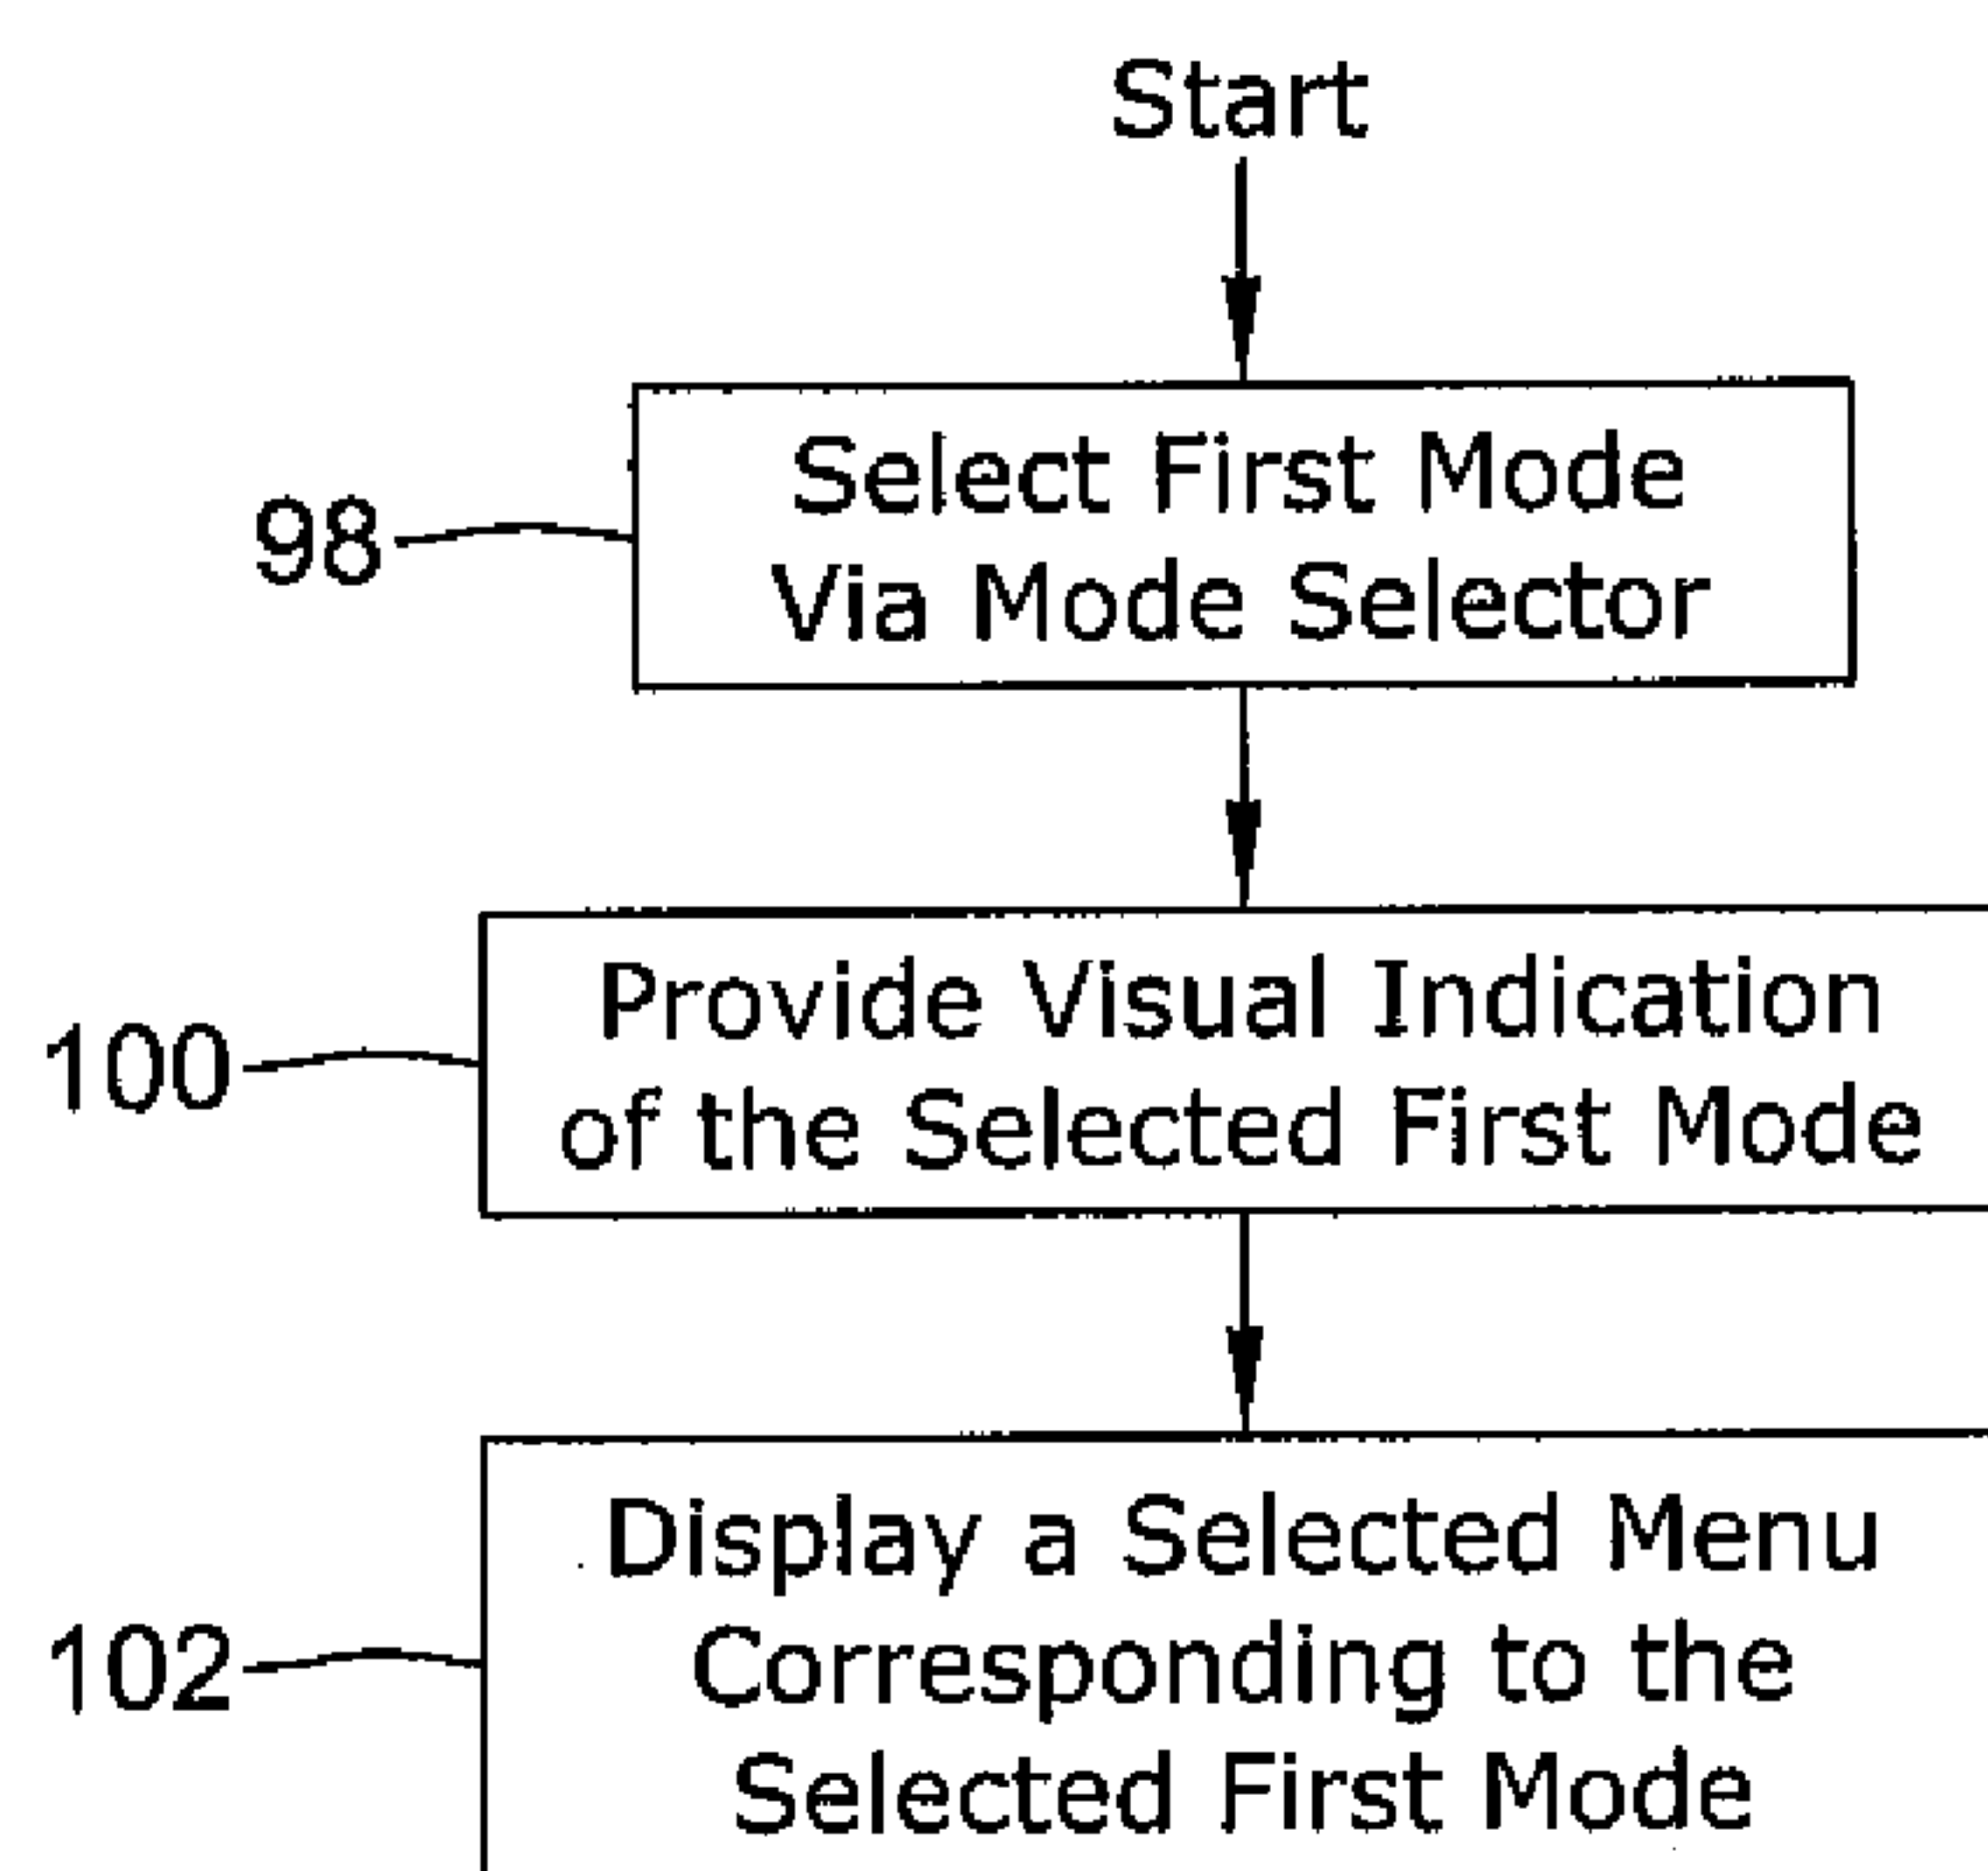 Start
Select First Mode
98
Via Mode Selector
Provide Visual Indication
100
of the Selected First Mode
Display a Selected Menu
102
Corresponding to the
Selected First Mode